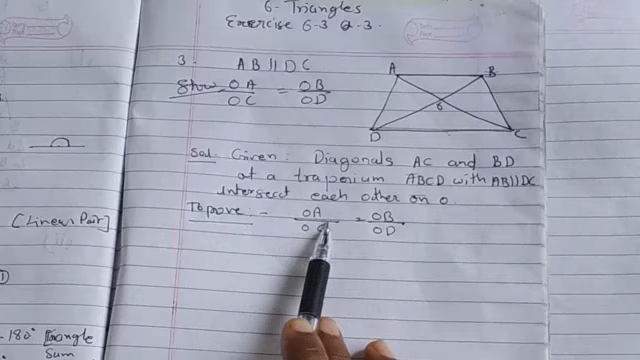 6- Triangles
Exercise 6-3 Q-3.
3 AB||DC
Show OA/OC = OB/OD
A B
O
D C
Sol. Given: Diagonals AC and BD
of a trapezium ABCD with AB||DC
intersect each other on O.
To prove:- OA/OC = OB/OD
[Linear Pair]
180° Triangle
Sum